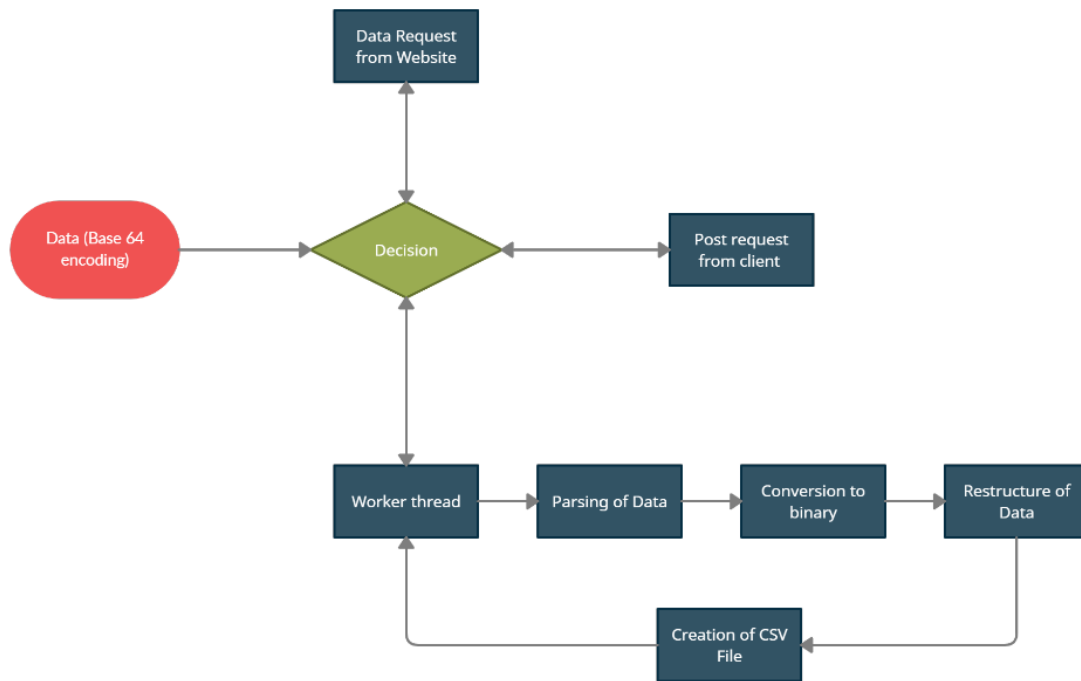 Data Request
from Website
Data (Base 64
encoding)
Decision
Post request
from client
Worker thread
Parsing of Data
Conversion to
binary
Restructure of
Data
Creation of CSV
File